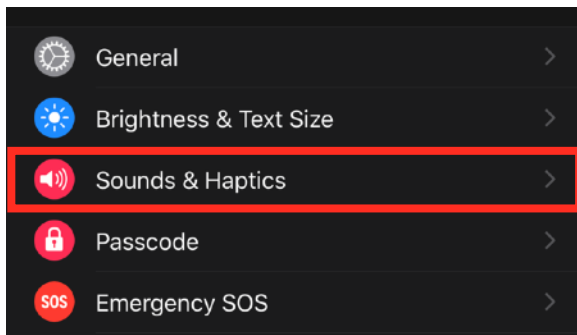 General
Brightness & Text Size
Sounds & Haptics
Passcode
SOS Emergency SOS